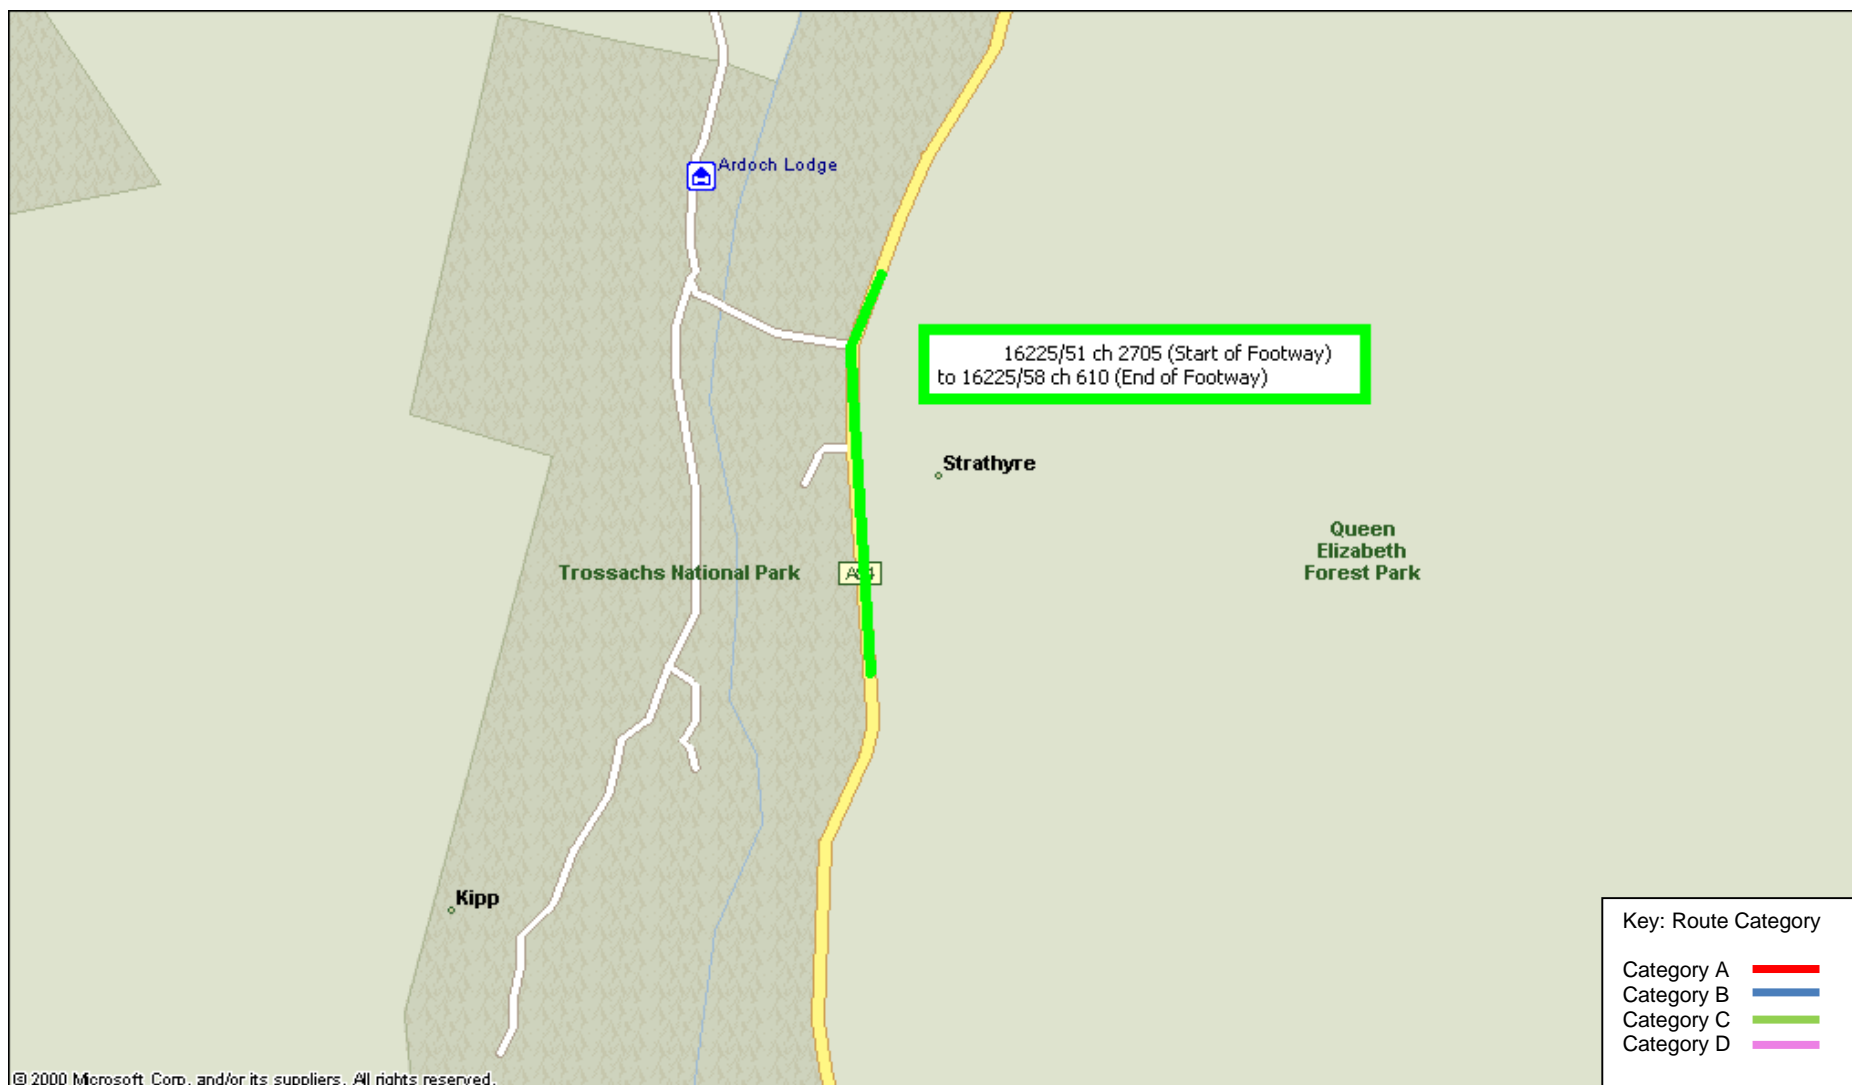 Ardoch Lodge
16225/51 ch 2705 (Start of Footway)
to 16225/58 ch 610 (End of Footway)
Strathyre
Queen
Elizabeth
Forest Park
Trossachs National Park
Kipp
Key: Route Category
Category A
Category B
Category C
Category D
© 2000 Microsoft Corp. and/or its suppliers. All rights reserved.